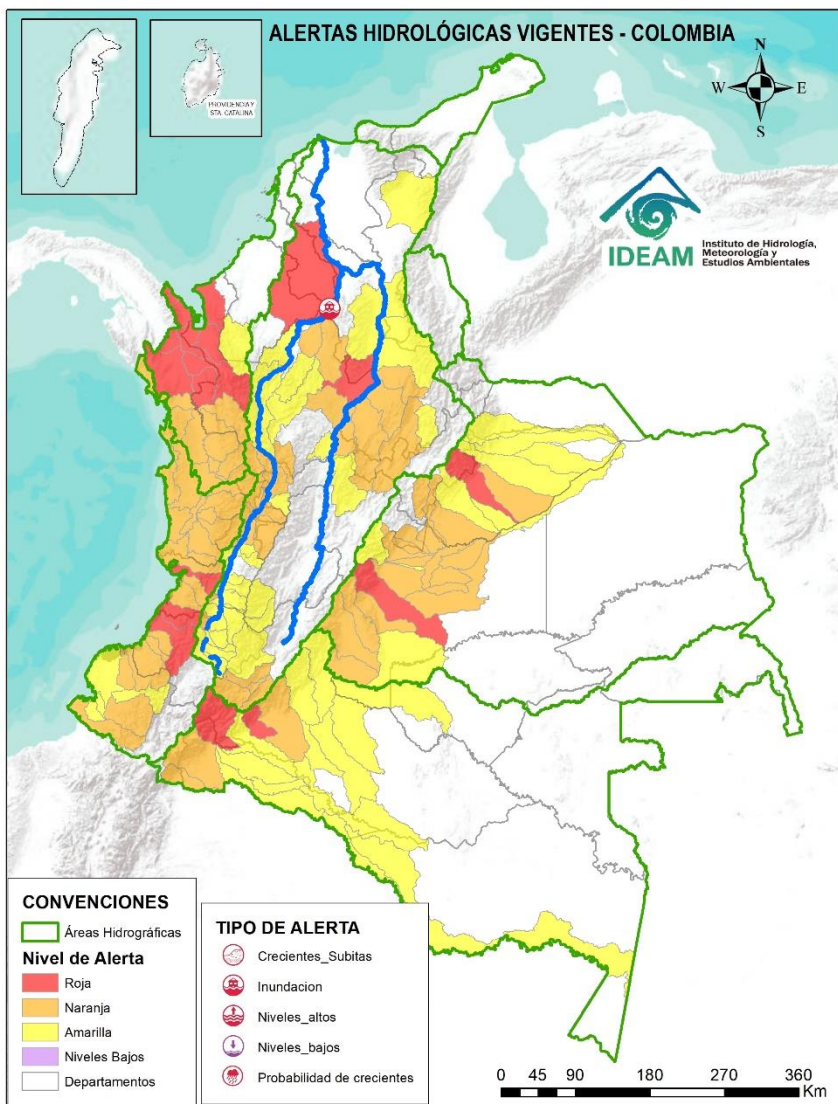 ALERTAS HIDROLÓGICAS VIGENTES - COLOMBIA
PROVIDENCIA Y
STA. CATALINA
N
W
E
S
IDEAM
Instituto de Hidrología,
Meteorología y
Estudios Ambientales
CONVENCIONES
Áreas Hidrográficas
Nivel de Alerta
Roja
Naranja
Amarilla
Niveles Bajos
Departamentos
TIPO DE ALERTA
Crecientes_Subitas
Inundacion
Niveles_altos
Niveles_bajos
Probabilidad de crecientes
0 45 90 180 270 360
Km